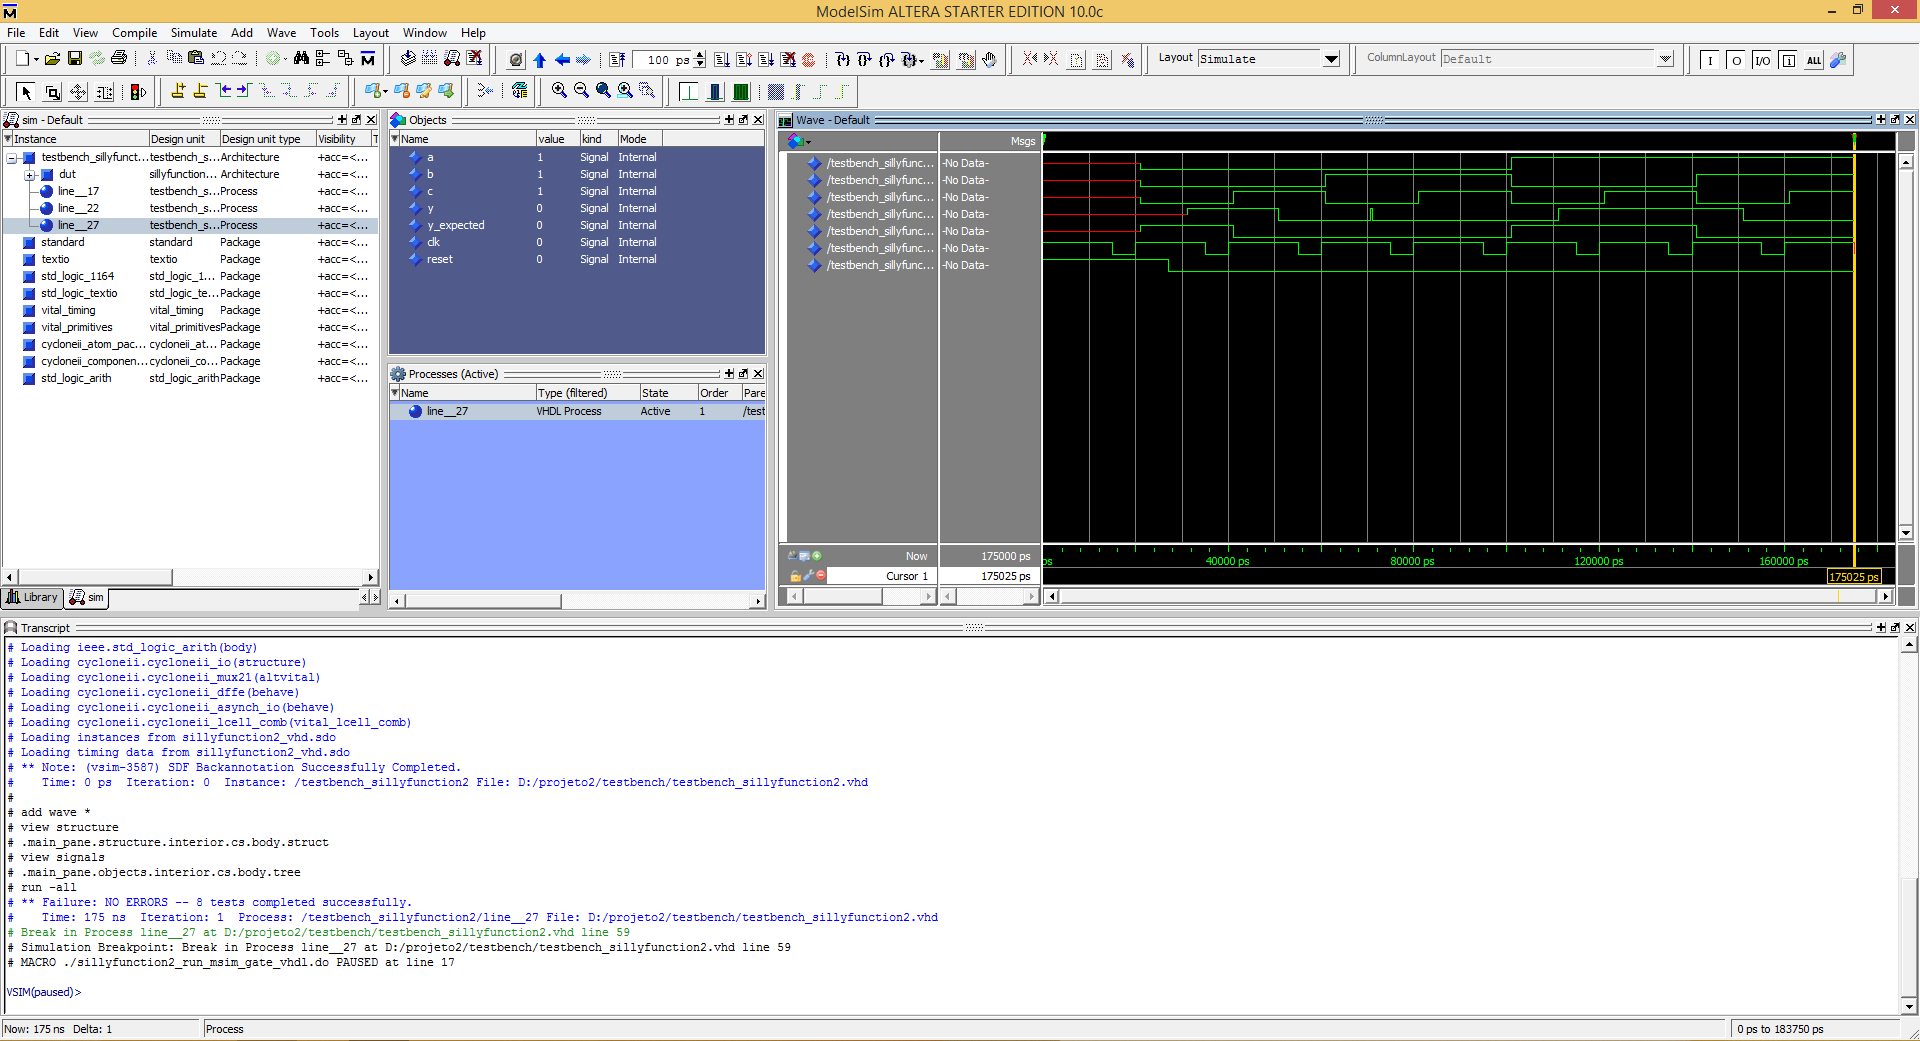 ModelSim ALTERA STARTER EDITION 10.0c
File Edit View Compile Simulate Add Wave Tools Layout Window Help
100 ps
Layout Simulate
ColumnLayout Default
I O I/O ALL
sim - Default
Instance Design unit Design unit type Visibility T
testbench_sillyfunct... testbench_s... Architecture +acc=<...
dut sillyfunction... Architecture +acc=<...
line__17 testbench_s... Process +acc=<...
line__22 testbench_s... Process +acc=<...
line__27 testbench_s... Process +acc=<...
standard standard Package +acc=<...
textio textio Package +acc=<...
std_logic_1164 std_logic_1... Package +acc=<...
std_logic_textio std_logic_te... Package +acc=<...
vital_timing vital_timing Package +acc=<...
vital_primitives vital_primitives Package +acc=<...
cycloneii_atom_pac... cycloneii_at... Package +acc=<...
cycloneii_componen... cycloneii_co... Package +acc=<...
std_logic_arith std_logic_arith Package +acc=<...
Library sim
Objects
Name value kind Mode
a 1 Signal Internal
b 1 Signal Internal
c 1 Signal Internal
y 0 Signal Internal
y_expected 0 Signal Internal
clk 0 Signal Internal
reset 0 Signal Internal
Processes (Active)
Name Type (filtered) State Order Pare
line__27 VHDL Process Active 1 /test
Wave - Default
Msgs
/testbench_sillyfunc... -No Data-
/testbench_sillyfunc... -No Data-
/testbench_sillyfunc... -No Data-
/testbench_sillyfunc... -No Data-
/testbench_sillyfunc... -No Data-
/testbench_sillyfunc... -No Data-
/testbench_sillyfunc... -No Data-
Now 175000 ps
ps 40000 ps 80000 ps 120000 ps 160000 ps
Cursor 1 175025 ps
175025 ps
Transcript
# Loading ieee.std_logic_arith(body)
# Loading cycloneii.cycloneii_io(structure)
# Loading cycloneii.cycloneii_mux21(altvital)
# Loading cycloneii.cycloneii_dffe(behave)
# Loading cycloneii.cycloneii_asynch_io(behave)
# Loading cycloneii.cycloneii_lcell_comb(vital_lcell_comb)
# Loading instances from sillyfunction2_vhd.sdo
# Loading timing data from sillyfunction2_vhd.sdo
# ** Note: (vsim-3587) SDF Backannotation Successfully Completed.
#    Time: 0 ps  Iteration: 0  Instance: /testbench_sillyfunction2 File: D:/projeto2/testbench/testbench_sillyfunction2.vhd
#
# add wave *
# view structure
# .main_pane.structure.interior.cs.body.struct
# view signals
# .main_pane.objects.interior.cs.body.tree
# run -all
# ** Failure: NO ERRORS -- 8 tests completed successfully.
#    Time: 175 ns  Iteration: 1  Process: /testbench_sillyfunction2/line__27 File: D:/projeto2/testbench/testbench_sillyfunction2.vhd
# Break in Process line__27 at D:/projeto2/testbench/testbench_sillyfunction2.vhd line 59
# Simulation Breakpoint: Break in Process line__27 at D:/projeto2/testbench/testbench_sillyfunction2.vhd line 59
# MACRO ./sillyfunction2_run_msim_gate_vhdl.do PAUSED at line 17
VSIM(paused)>
Now: 175 ns  Delta: 1
Process
0 ps to 183750 ps